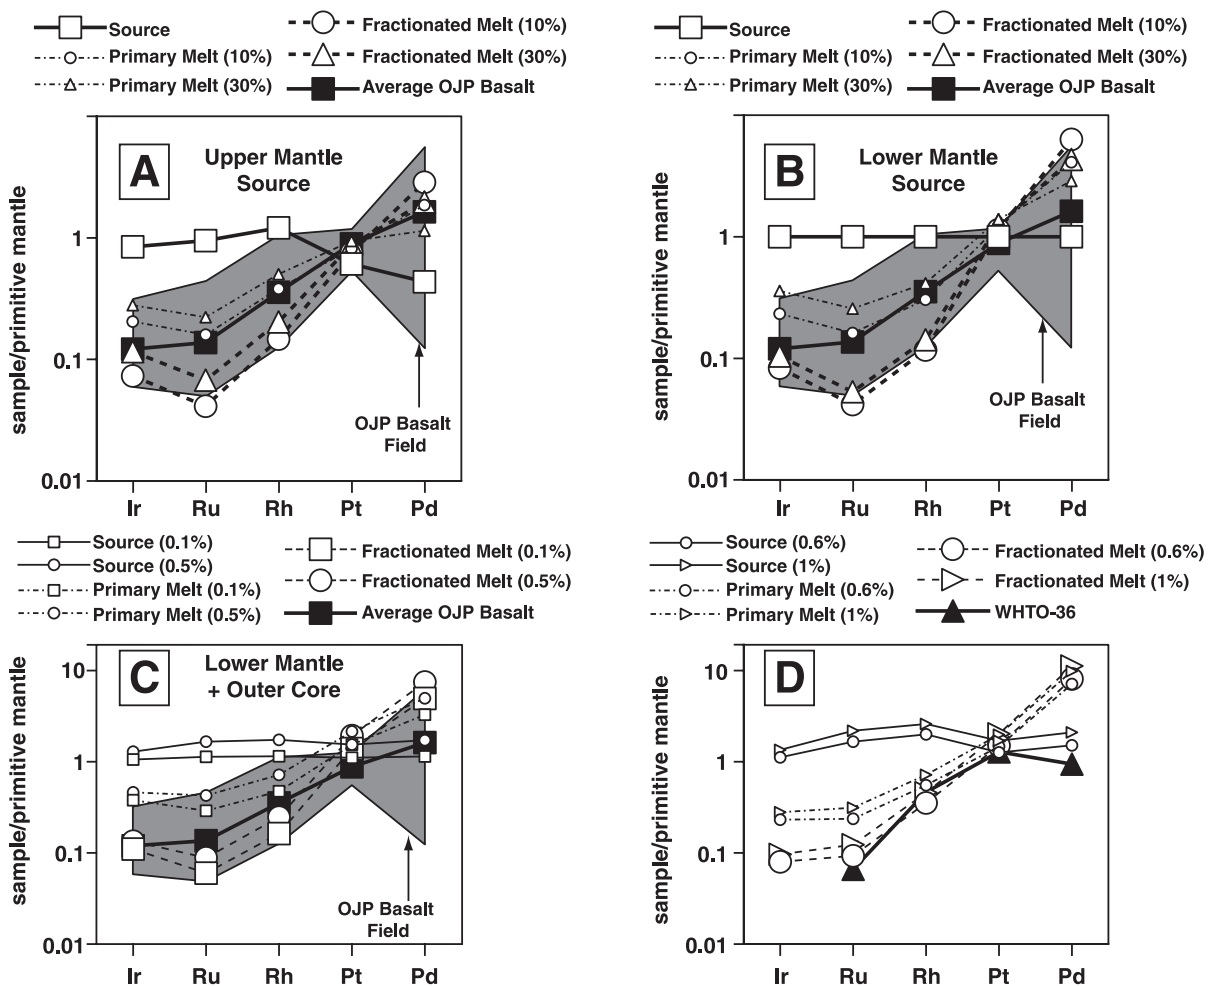 Source
Primary Melt (10%)
Primary Melt (30%)
Fractionated Melt (10%)
Fractionated Melt (30%)
Average OJP Basalt
A
Upper Mantle
Source
sample/primitive mantle
1
0.1
0.01
OJP Basalt
Field
Ir Ru Rh Pt Pd
Source
Primary Melt (10%)
Primary Melt (30%)
Fractionated Melt (10%)
Fractionated Melt (30%)
Average OJP Basalt
B
Lower Mantle
Source
sample/primitive mantle
1
0.1
0.01
OJP Basalt
Field
Ir Ru Rh Pt Pd
Source (0.1%)
Source (0.5%)
Primary Melt (0.1%)
Primary Melt (0.5%)
Fractionated Melt (0.1%)
Fractionated Melt (0.5%)
Average OJP Basalt
C
Lower Mantle
+ Outer Core
sample/primitive mantle
10
1
0.1
0.01
OJP Basalt
Field
Ir Ru Rh Pt Pd
Source (0.6%)
Source (1%)
Primary Melt (0.6%)
Primary Melt (1%)
Fractionated Melt (0.6%)
Fractionated Melt (1%)
WHTO-36
D
sample/primitive mantle
10
1
0.1
0.01
Ir Ru Rh Pt Pd